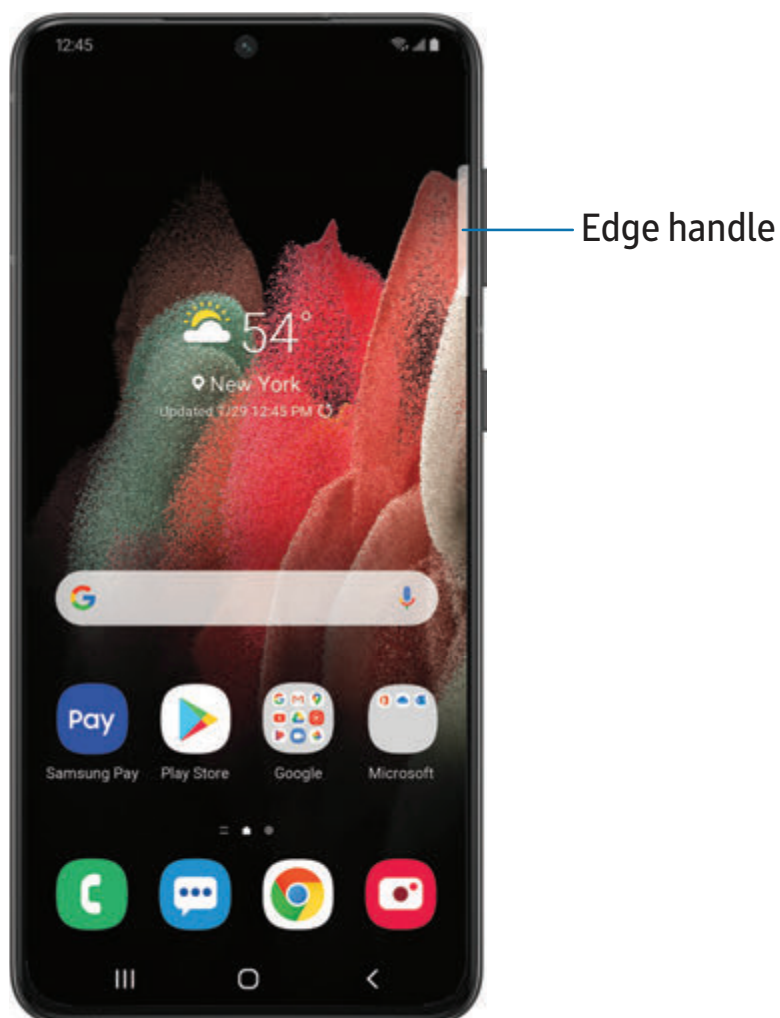 12:45
Edge handle
54°
New York
Updated 1/29 12:45 PM
Pay
Samsung Pay
Play Store
Google
Microsoft